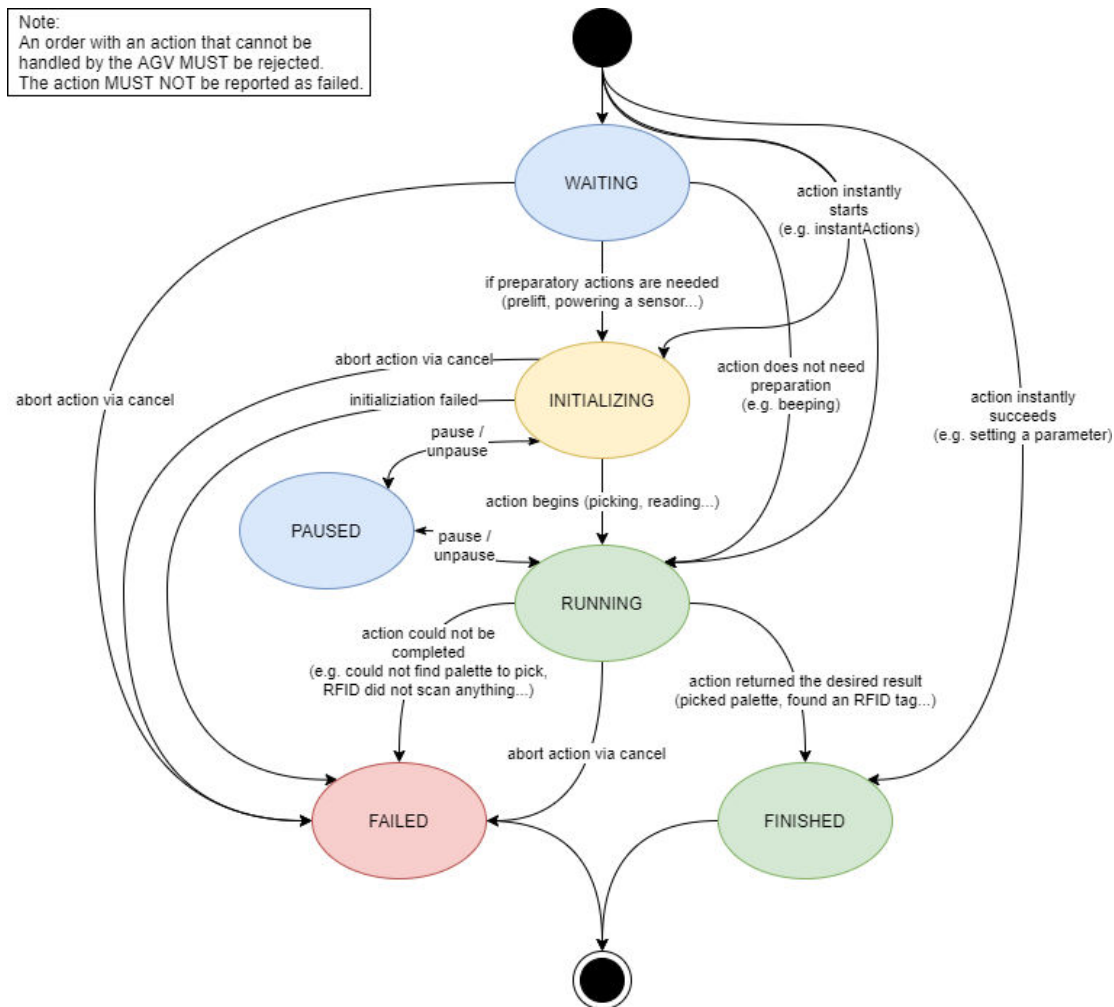 Note:
An order with an action that cannot be
handled by the AGV MUST be rejected.
The action MUST NOT be reported as failed.
WAITING
action instantly
starts
(e.g. instantActions)
if preparatory actions are needed
(prelift, powering a sensor...)
abort action via cancel
action does not need
preparation
(e.g. beeping)
abort action via cancel
initializiation failed
INITIALIZING
action instantly
succeeds
(e.g. setting a parameter)
pause /
unpause
action begins (picking, reading...)
PAUSED
pause /
unpause
RUNNING
action could not be
completed
(e.g. could not find palette to pick,
RFID did not scan anything...)
action returned the desired result
(picked palette, found an RFID tag...)
abort action via cancel
FAILED
FINISHED